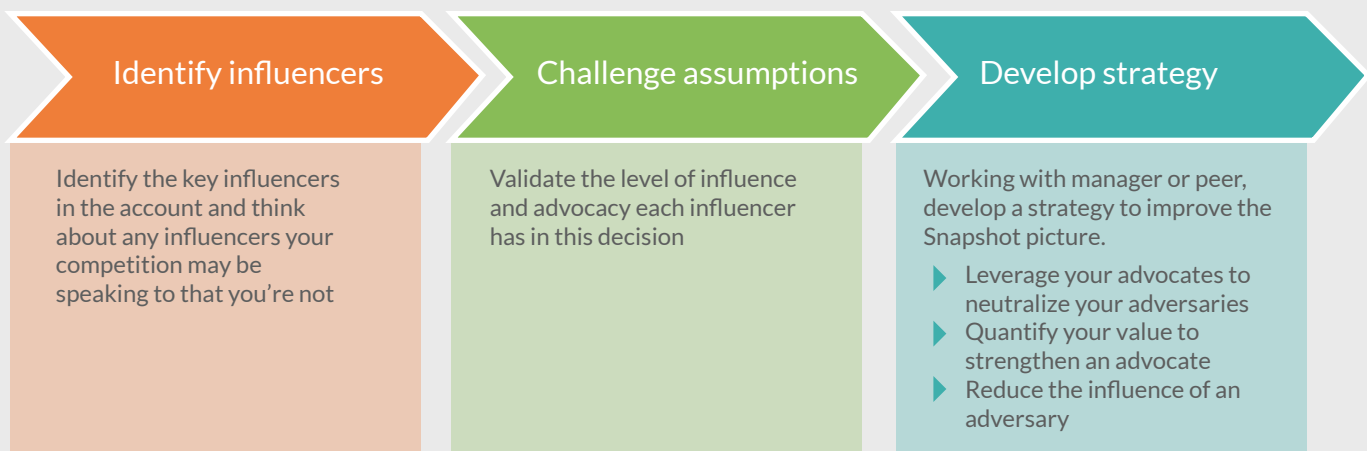 Identify influencers
Identify the key influencers
in the account and think
about any influencers your
competition may be
speaking to that you’re not
Challenge assumptions
Validate the level of influence
and advocacy each influencer
has in this decision
Develop strategy
Working with manager or peer,
develop a strategy to improve the
Snapshot picture.
Leverage your advocates to
neutralize your adversaries
Quantify your value to
strengthen an advocate
Reduce the influence of an
adversary